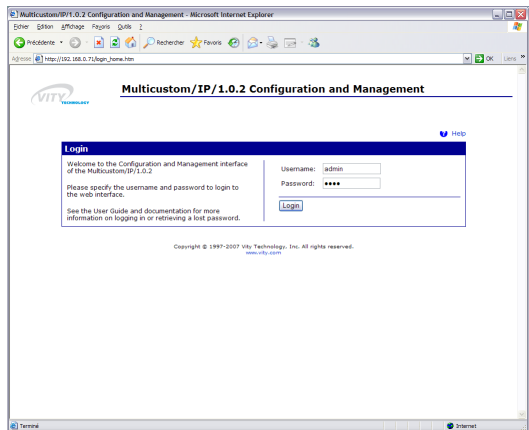 Multicustom/IP/1.0.2 Configuration and Management - Microsoft Internet Explorer
Fichier Edition Affichage Favoris Outils ?
Précédente Rechercher Favoris
Adresse http://192.168.0.71/login_home.htm OK Liens »
VITY TECHNOLOGY
Multicustom/IP/1.0.2 Configuration and Management
? Help
Login
Welcome to the Configuration and Management interface
of the Multicustom/IP/1.0.2
Please specify the username and password to login to
the web interface.
See the User Guide and documentation for more
information on logging in or retrieving a lost password.
Username: admin
Password: ••••
Login
Copyright © 1997-2007 Vity Technology, Inc. All rights reserved.
www.vity.com
Terminé Internet